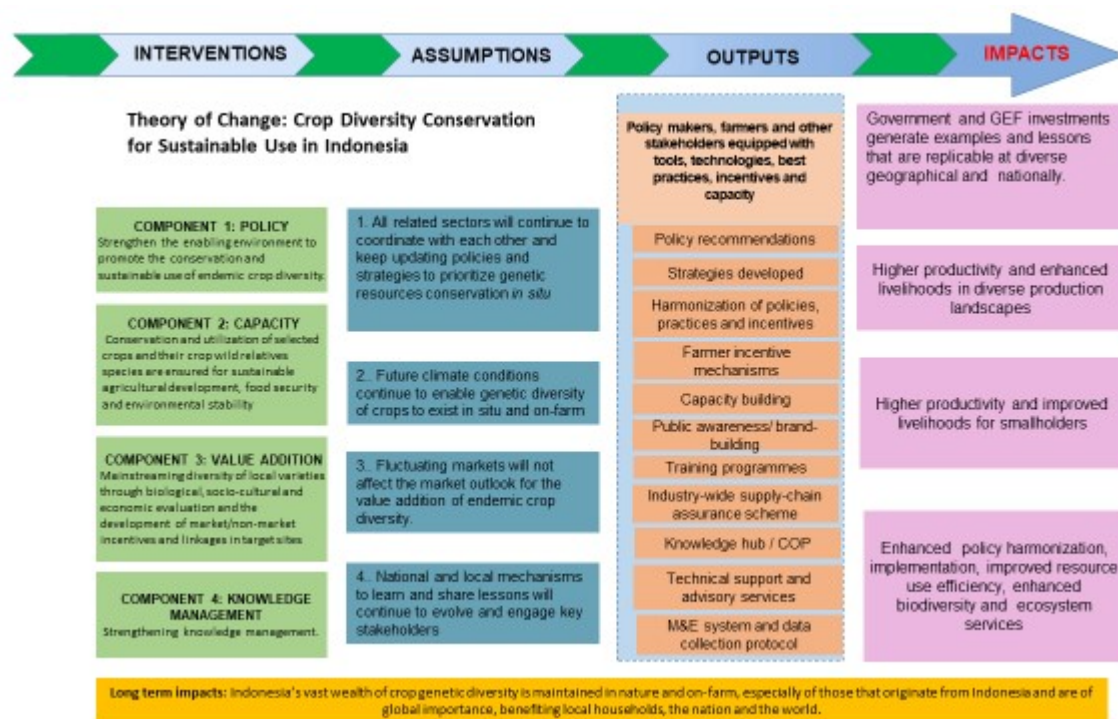 INTERVENTIONS
ASSUMPTIONS
OUTPUTS
IMPACTS
Theory of Change: Crop Diversity Conservation
for Sustainable Use in Indonesia
COMPONENT 1: POLICY
Strengthen the enabling environment to
promote the conservation and
sustainable use of endemic crop diversity.
COMPONENT 2: CAPACITY
Conservation and utilization of selected
crops and their crop wild relatives
species are ensured for sustainable
agricultural development, food security
and environmental stability
COMPONENT 3: VALUE ADDITION
Mainstreaming diversity of local varieties
through biological, socio-cultural and
economic evaluation and the
development of market/non-market
incentives and linkages in target sites
COMPONENT 4: KNOWLEDGE
MANAGEMENT
Strengthening knowledge management.
1. All related sectors will continue to
coordinate with each other and
keep updating policies and
strategies to prioritize genetic
resources conservation in situ
2.. Future climate conditions
continue to enable genetic diversity
of crops to exist in situ and on-farm
3.. Fluctuating markets will not
affect the market outlook for the
value addition of endemic crop
diversity.
4.. National and local mechanisms
to learn and share lessons will
continue to evolve and engage key
stakeholders
Policy makers, farmers and other
stakeholders equipped with
tools, technologies, best
practices, incentives and
capacity
Policy recommendations
Strategies developed
Harmonization of policies,
practices and incentives
Farmer incentive
mechanisms
Capacity building
Public awareness/ brand-
building
Training programmes
Industry-wide supply-chain
assurance scheme
Knowledge hub / COP
Technical support and
advisory services
M&E system and data
collection protocol
Government and GEF investments
generate examples and lessons
that are replicable at diverse
geographical and nationally.
Higher productivity and enhanced
livelihoods in diverse production
landscapes
Higher productivity and improved
livelihoods for smallholders
Enhanced policy harmonization,
implementation, improved resource
use efficiency, enhanced
biodiversity and ecosystem
services
Long term impacts: Indonesia's vast wealth of crop genetic diversity is maintained in nature and on-farm, especially of those that originate from Indonesia and are of
global importance, benefiting local households, the nation and the world.